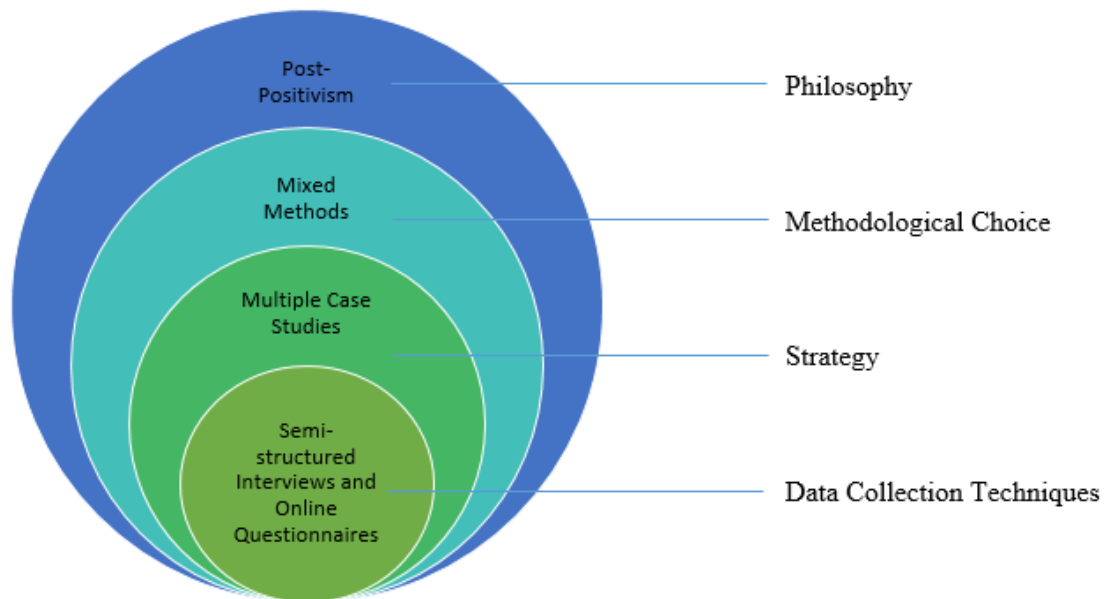 Post-
Positivism
Philosophy
Mixed
Methods
Methodological Choice
Multiple Case
Studies
Strategy
Semi-
structured
Interviews and
Online
Questionnaires
Data Collection Techniques